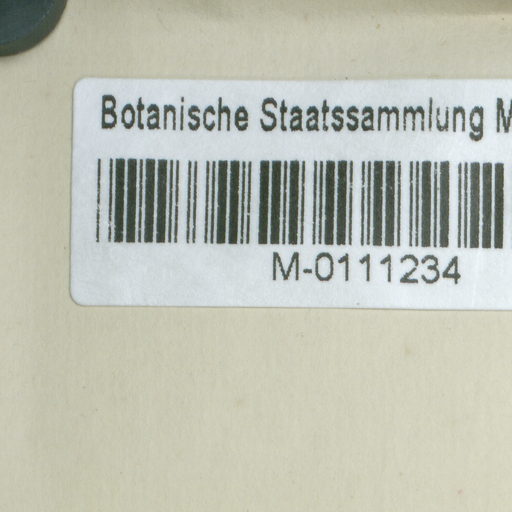 Botanische Staatssammlung M
M-0111234